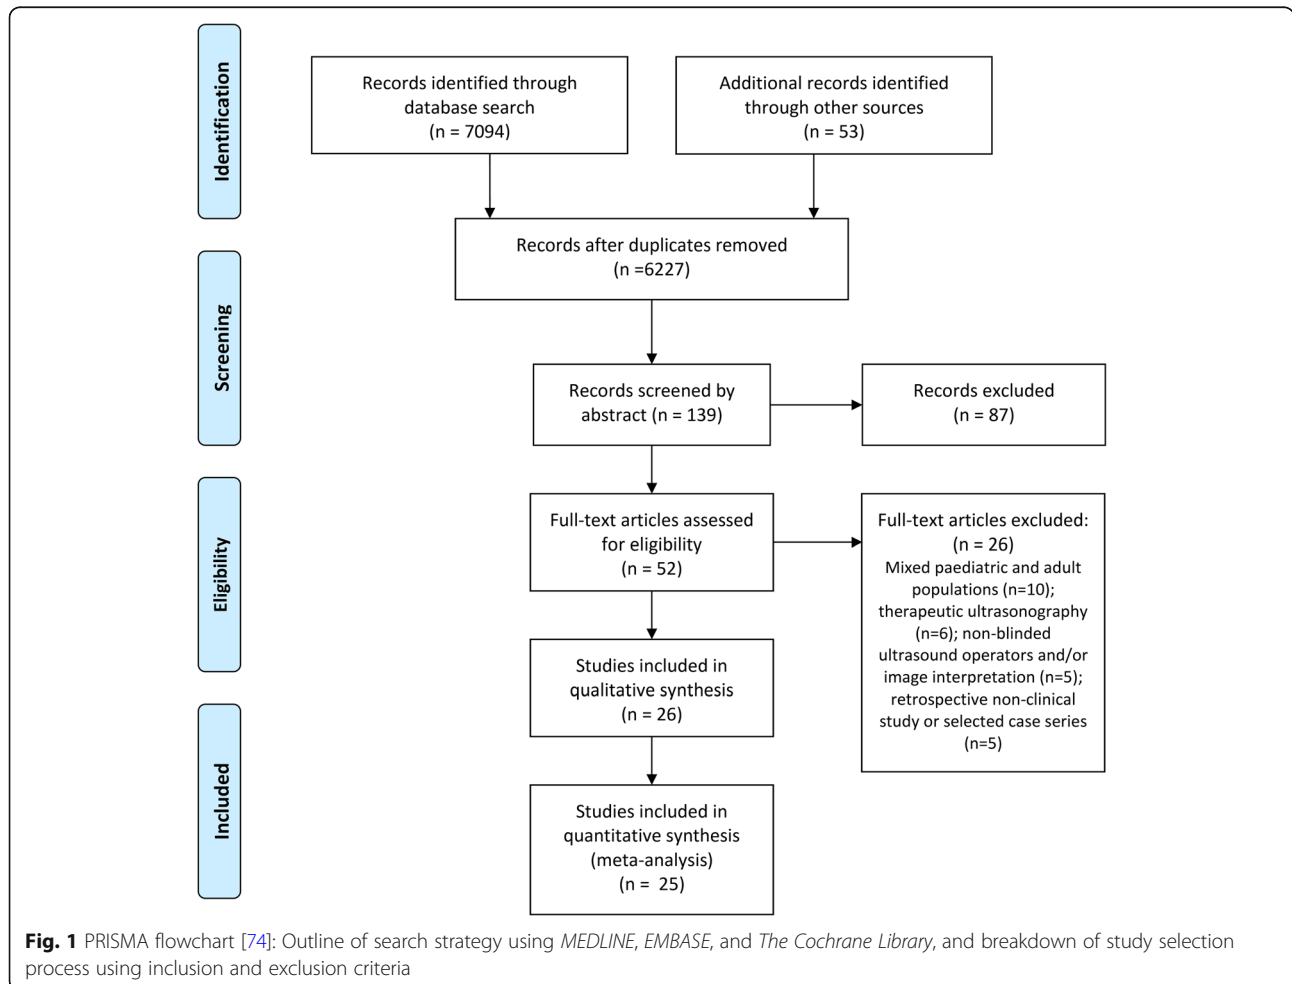 Identification
Records identified through
database search
(n = 7094)
Additional records identified
through other sources
(n = 53)
Records after duplicates removed
(n =6227)
Screening
Records screened by
abstract (n = 139)
Records excluded
(n = 87)
Eligibility
Full-text articles assessed
for eligibility
(n = 52)
Full-text articles excluded:
(n = 26)
Mixed paediatric and adult
populations (n=10);
therapeutic ultrasonography
(n=6); non-blinded
ultrasound operators and/or
image interpretation (n=5);
retrospective non-clinical
study or selected case series
(n=5)
Studies included in
qualitative synthesis
(n = 26)
Included
Studies included in
quantitative synthesis
(meta-analysis)
(n = 25)
Fig. 1 PRISMA flowchart [74]: Outline of search strategy using MEDLINE, EMBASE, and The Cochrane Library, and breakdown of study selection
process using inclusion and exclusion criteria